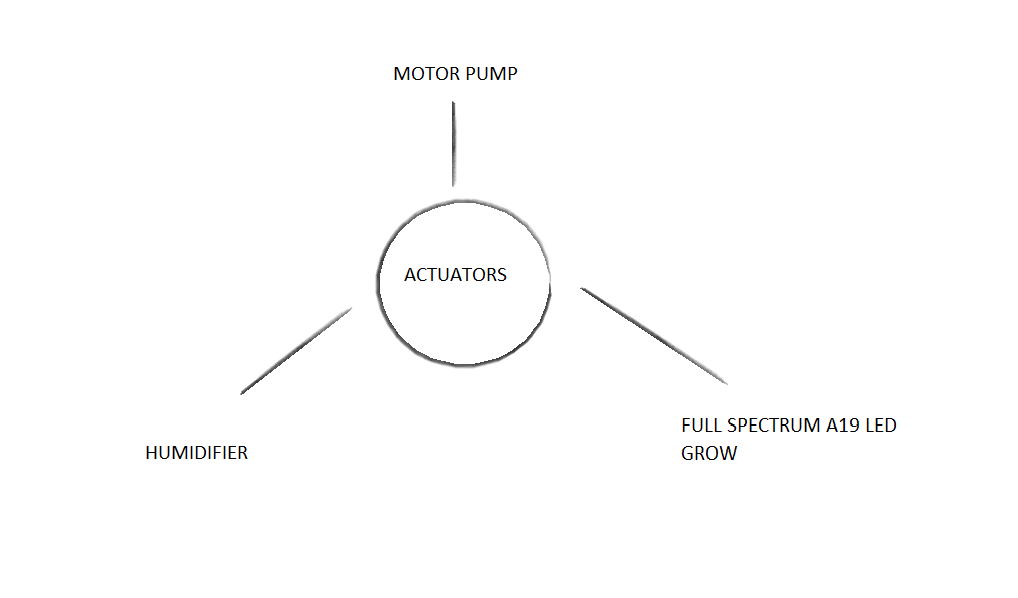 MOTOR PUMP
ACTUATORS
HUMIDIFIER
FULL SPECTRUM A19 LED
GROW